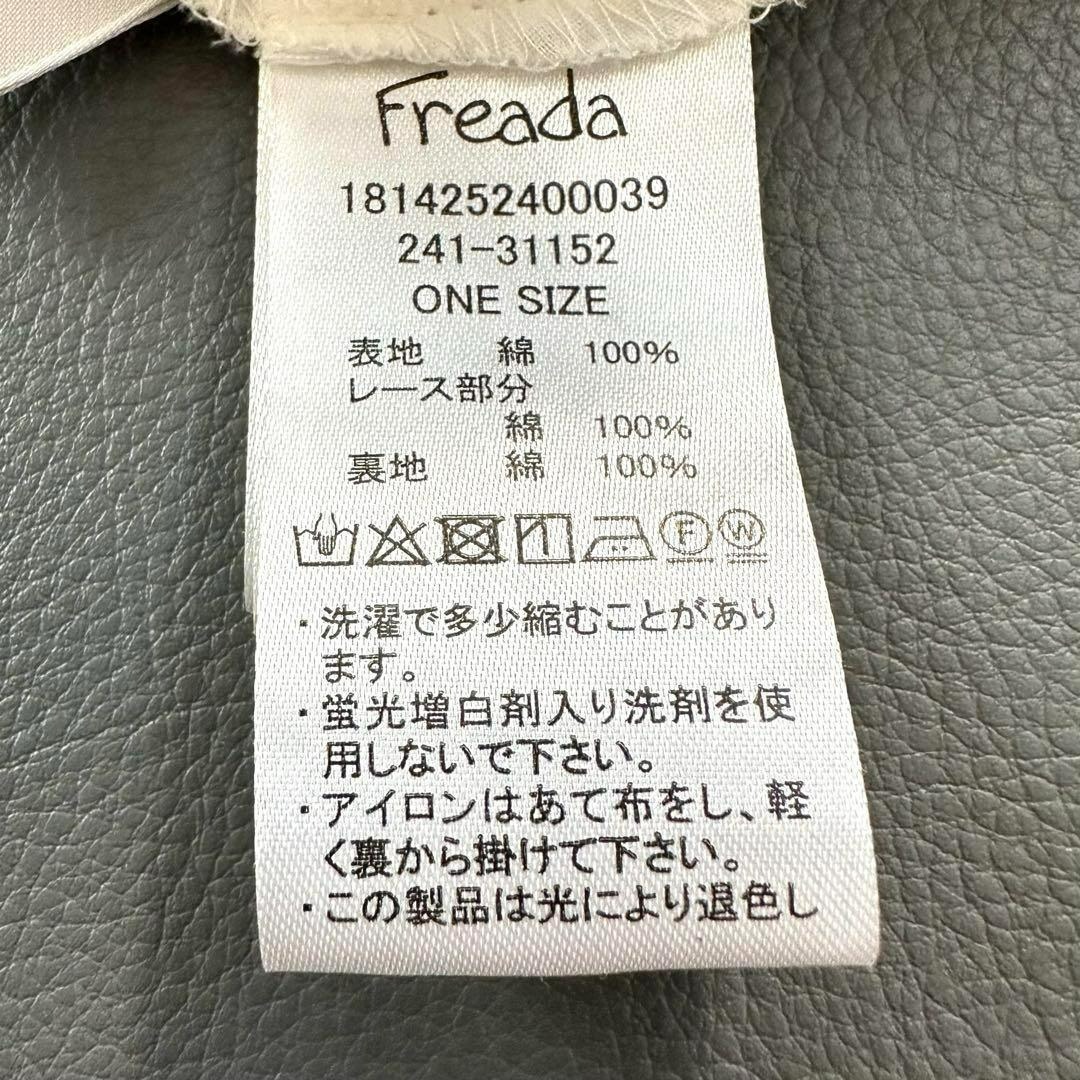 Freada
1814252400039
241-31152
ONE SIZE
表地 綿 100%
レース部分
綿 100%
裏地 綿 100%
F W
・洗濯で多少縮むことがあり
ます。
・蛍光増白剤入り洗剤を使
用しないで下さい。
・アイロンはあて布をし、軽
く裏から掛けて下さい。
・この製品は光により退色し